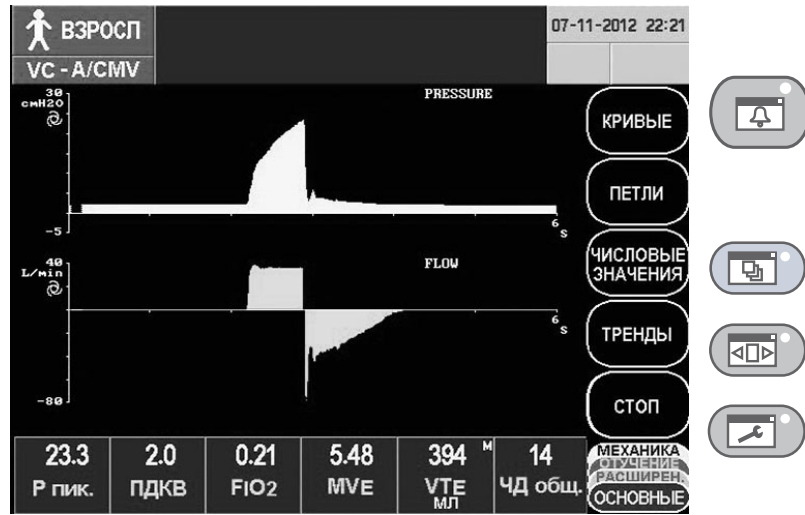 ВЗРОСЛ
07-11-2012 22:21
VC - A/CMV
30
cmH2O
PRESSURE
КРИВЫЕ
ПЕТЛИ
-5
6
s
40
L/min
FLOW
ЧИСЛОВЫЕ
ЗНАЧЕНИЯ
6
s
ТРЕНДЫ
-80
СТОП
23.3
2.0
0.21
5.48
394 М
14
Р пик.
ПДКВ
FIO2
MVE
VTE
МЛ
ЧД общ.
МЕХАНИКА
ОТУЧЕНИЕ
РАСШИРЕН.
ОСНОВНЫЕ